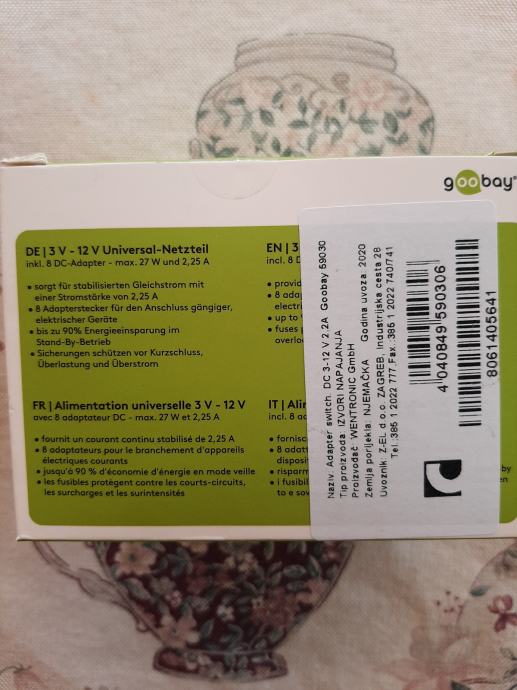 goobay®
DE | 3 V - 12 V Universal-Netzteil
inkl. 8 DC-Adapter - max. 27 W und 2,25 A
• sorgt für stabilisierten Gleichstrom mit
einer Stromstärke von 2,25 A
• 8 Adapterstecker für den Anschluss gängiger,
elektrischer Geräte
• bis zu 90% Energieeinsparung im
Stand-By-Betrieb
• Sicherungen schützen vor Kurzschluss,
Überlastung und Überstrom
EN | 3
incl. 8 D
• provid
• 8 adap
electri
• up to
• fuses p
overlo
FR | Alimentation universelle 3 V - 12 V
avec 8 adaptateur DC - max. 27 W et 2,25 A
• fournit un courant continu stabilisé de 2,25 A
• 8 adaptateurs pour le branchement d'appareils
électriques courants
• jusqu'à 90 % d'économie d'énergie en mode veille
• les fusibles protègent contre les courts-circuits,
les surcharges et les surintensités
IT | Alim
incl. 8 ad
• fornisc
• 8 adatt
disposit
• risparm
• i fusibil
to e sov
by
en
Naziv: Adapter switch. DC 3-12 V 2.2A Goobay 59030
Tip proizvoda: IZVORI NAPAJANJA
Proizvođač: WENTRONIC GmbH
Zemlja porijekla: NJEMAČKA Godina uvoza: 2020
Uvoznik: Z-EL d.o.o. ZAGREB, Industrijska cesta 28
Tel.:385 1 2022 777,Fax.:385 1 2022 740/741
4 040849 590306
8061405641